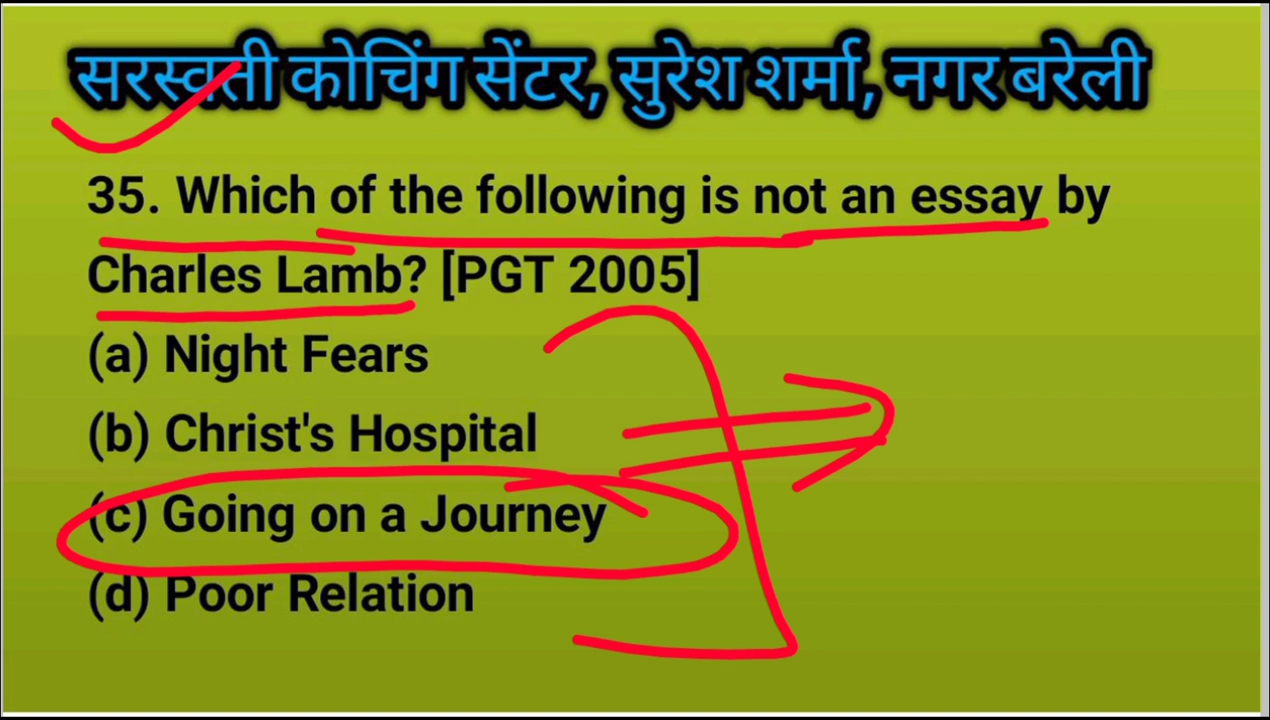 सरस्वती कोचिंग सेंटर, सुरेश शर्मा, नगर बरेली
35. Which of the following is not an essay by
Charles Lamb? [PGT 2005]
(a) Night Fears
(b) Christ's Hospital
(c) Going on a Journey
(d) Poor Relation